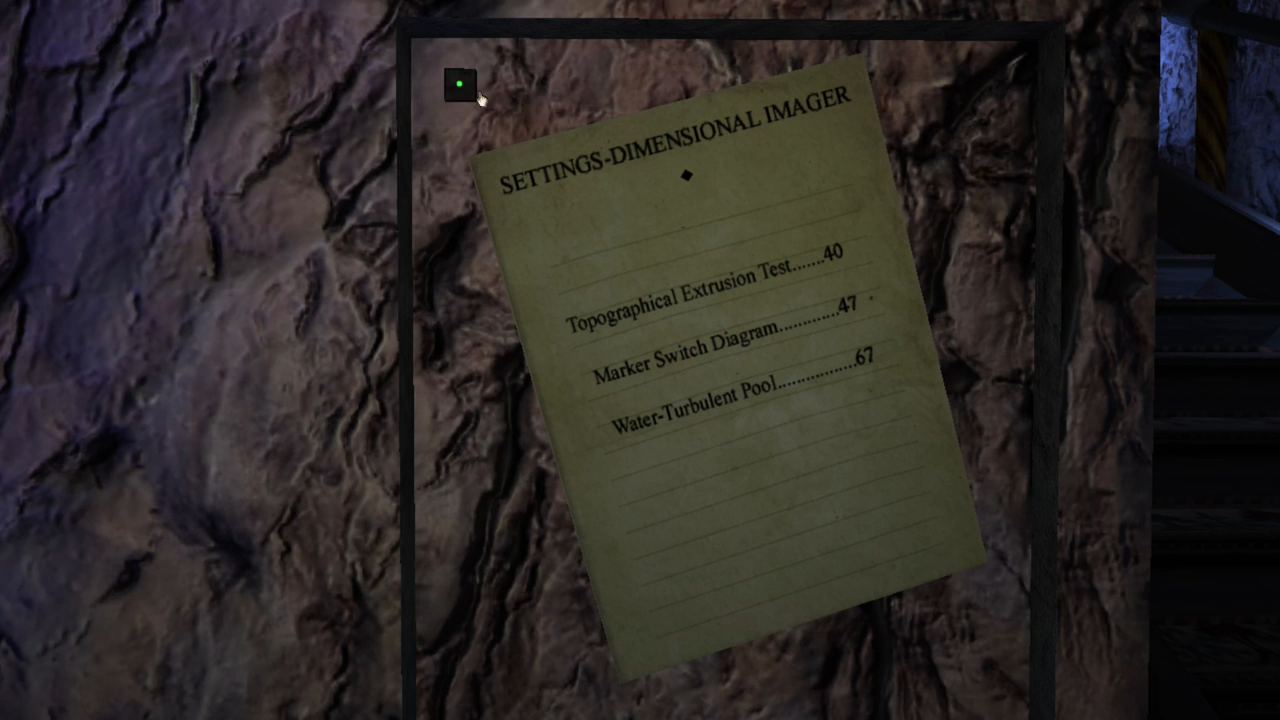 SETTINGS-DIMENSIONAL IMAGER
Topographical Extrusion Test.......40
Marker Switch Diagram.............47
Water-Turbulent Pool.................67